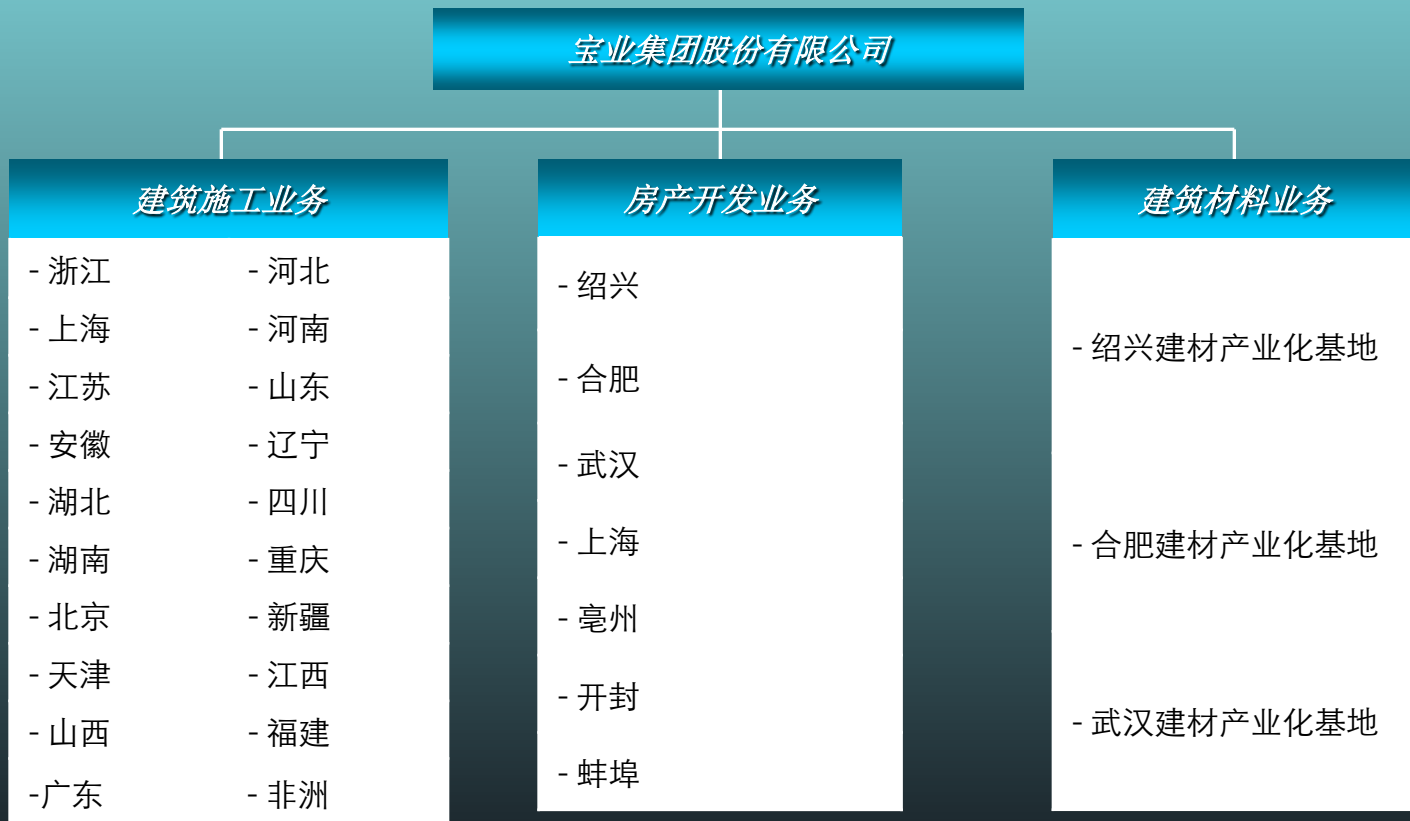 宝业集团股份有限公司
建筑施工业务
- 浙江 - 河北
- 上海 - 河南
- 江苏 - 山东
- 安徽 - 辽宁
- 湖北 - 四川
- 湖南 - 重庆
- 北京 - 新疆
- 天津 - 江西
- 山西 - 福建
-广东 - 非洲
房产开发业务
- 绍兴
- 合肥
- 武汉
- 上海
- 亳州
- 开封
- 蚌埠
建筑材料业务
- 绍兴建材产业化基地
- 合肥建材产业化基地
- 武汉建材产业化基地